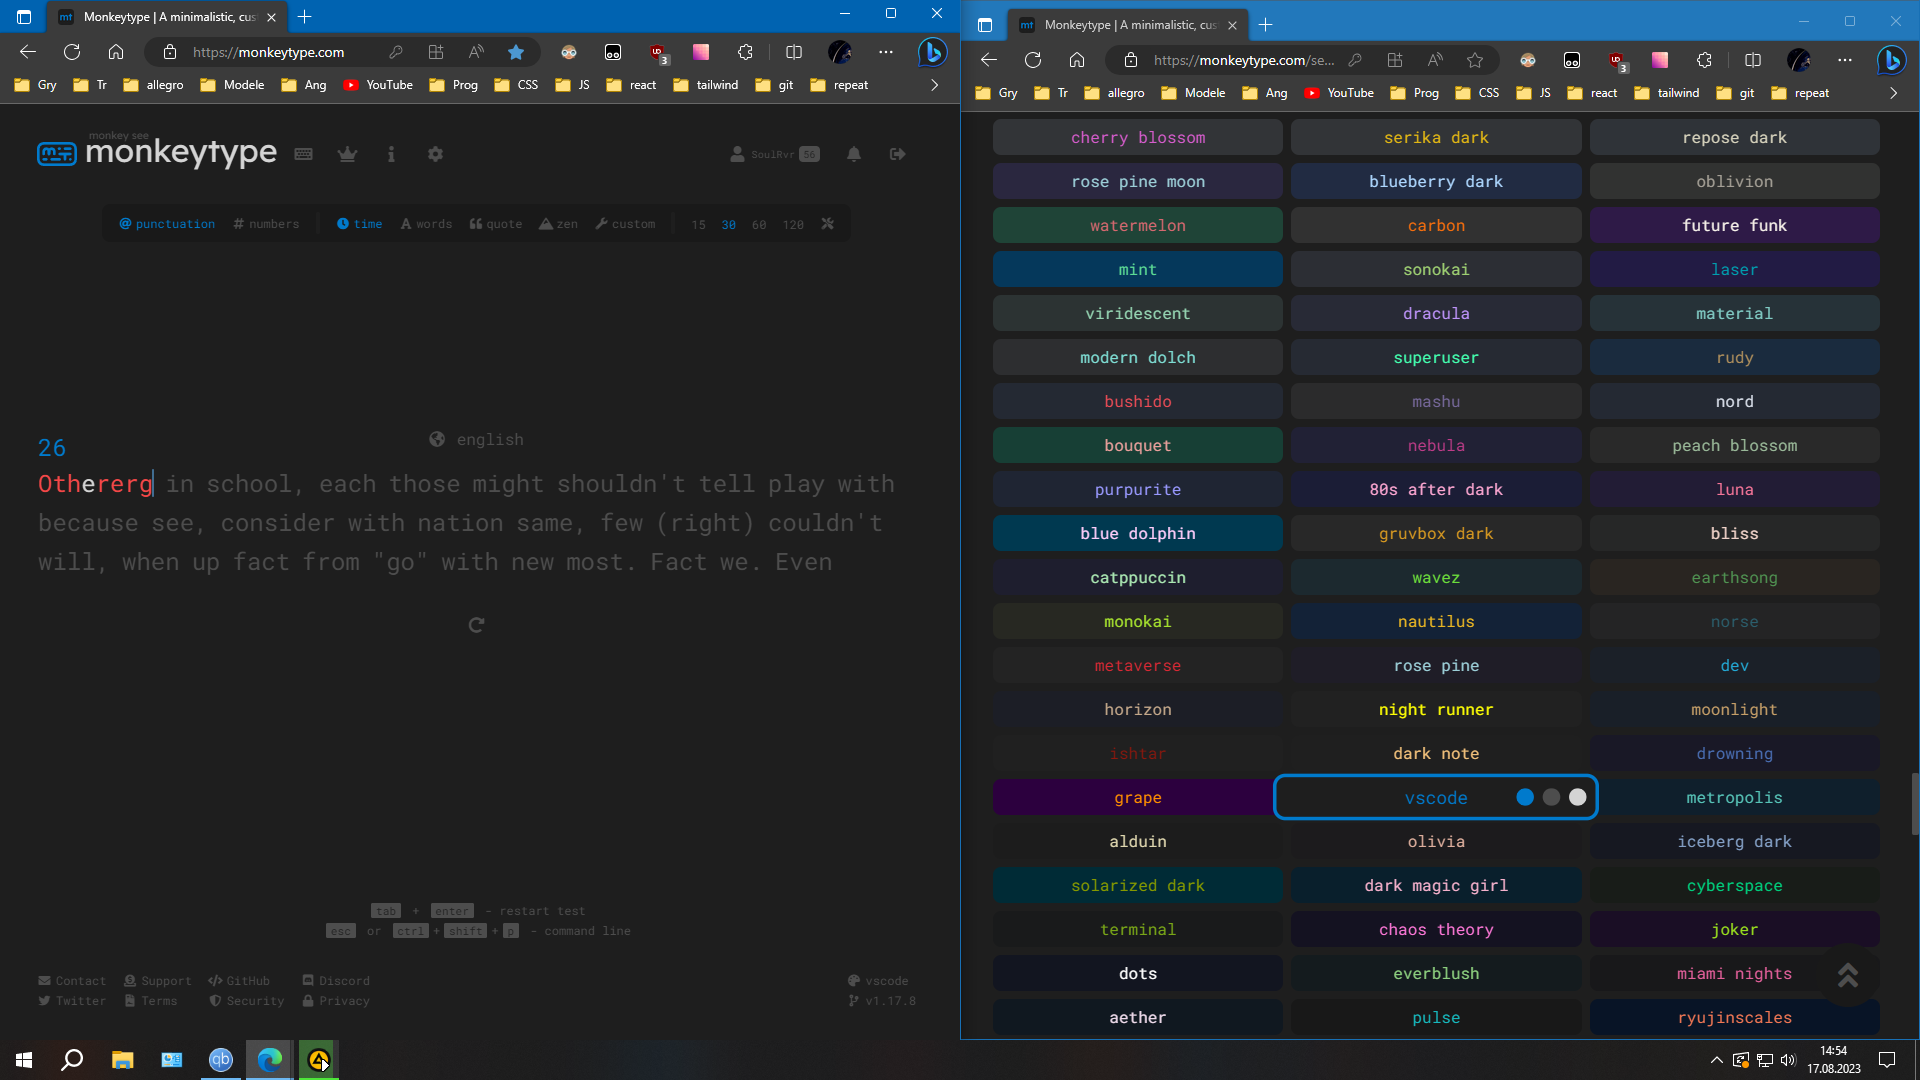 Monkeytype | A minimalistic, cus
https://monkeytype.com
3
Gry Tr allegro Modele Ang YouTube Prog CSS JS react tailwind git repeat
monkey see
monkeytype
SoulRvr 56
@ punctuation # numbers time A words quote zen custom 15 30 60 120
english
26
Othererg in school, each those might shouldn't tell play with
because see, consider with nation same, few (right) couldn't
will, when up fact from "go" with new most. Fact we. Even
tab + enter - restart test
esc or ctrl + shift + p - command line
Contact Support GitHub Discord vscode
Twitter Terms Security Privacy v1.17.8
mt Monkeytype | A minimalistic, cus
https://monkeytype.com/se...
3
Gry Tr allegro Modele Ang YouTube Prog CSS JS react tailwind git repeat
cherry blossom serika dark repose dark
rose pine moon blueberry dark oblivion
watermelon carbon future funk
mint sonokai laser
viridescent dracula material
modern dolch superuser rudy
bushido mashu nord
bouquet nebula peach blossom
purpurite 80s after dark luna
blue dolphin gruvbox dark bliss
catppuccin wavez earthsong
monokai nautilus norse
metaverse rose pine dev
horizon night runner moonlight
ishtar dark note drowning
grape vscode metropolis
alduin olivia iceberg dark
solarized dark dark magic girl cyberspace
terminal chaos theory joker
dots everblush miami nights
aether pulse ryujinscales
qb
14:54
17.08.2023